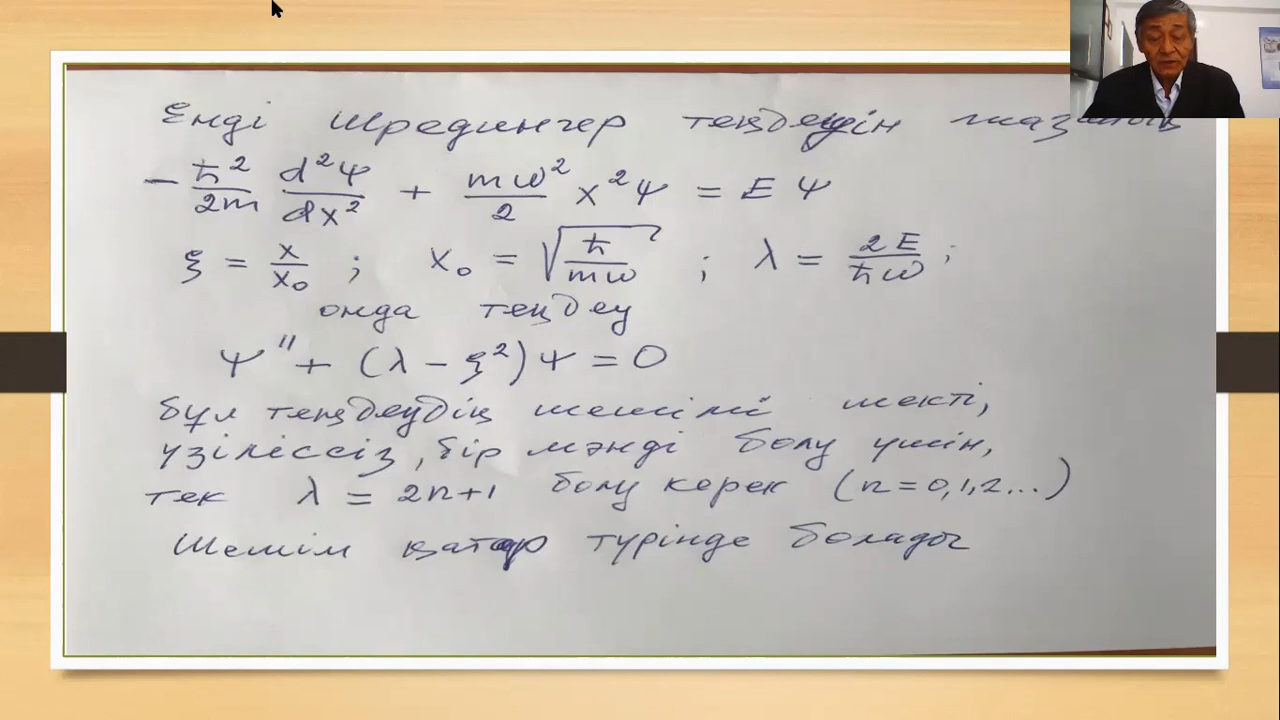 Енді Шредингер теңдеуін жазамыз
- ħ²/2m d²Ψ/dx² + mω²/2 x²Ψ = EΨ
ξ = x/x₀ ; x₀ = √(ħ/mω) ; λ = 2E/ħω ;
онда теңдеу
Ψ'' + (λ - ξ²)Ψ = 0
бұл теңдеудің шешімі шекті,
үзіліссіз, бір мәнді болу үшін,
тек λ = 2n+1 болу керек (n = 0,1,2...)
Шешім қатар түрінде болады